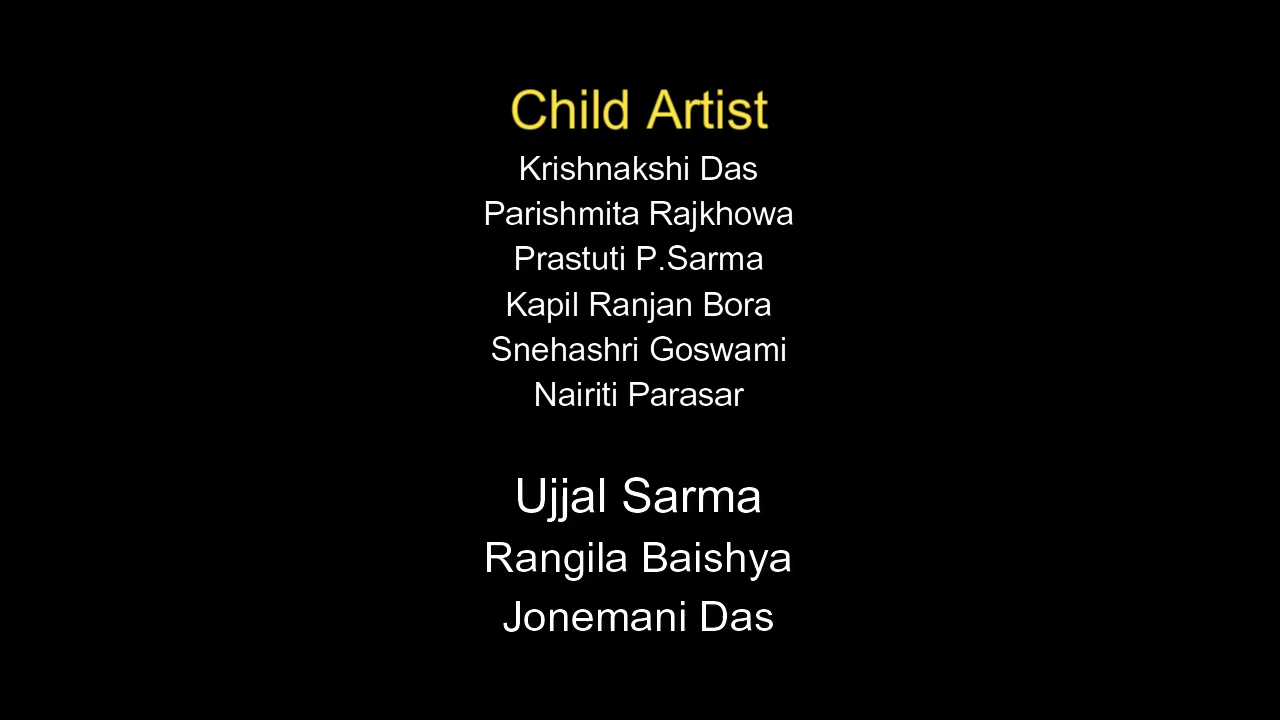 Child Artist
Krishnakshi Das
Parishmita Rajkhowa
Prastuti P.Sarma
Kapil Ranjan Bora
Snehashri Goswami
Nairiti Parasar
Ujjal Sarma
Rangila Baishya
Jonemani Das